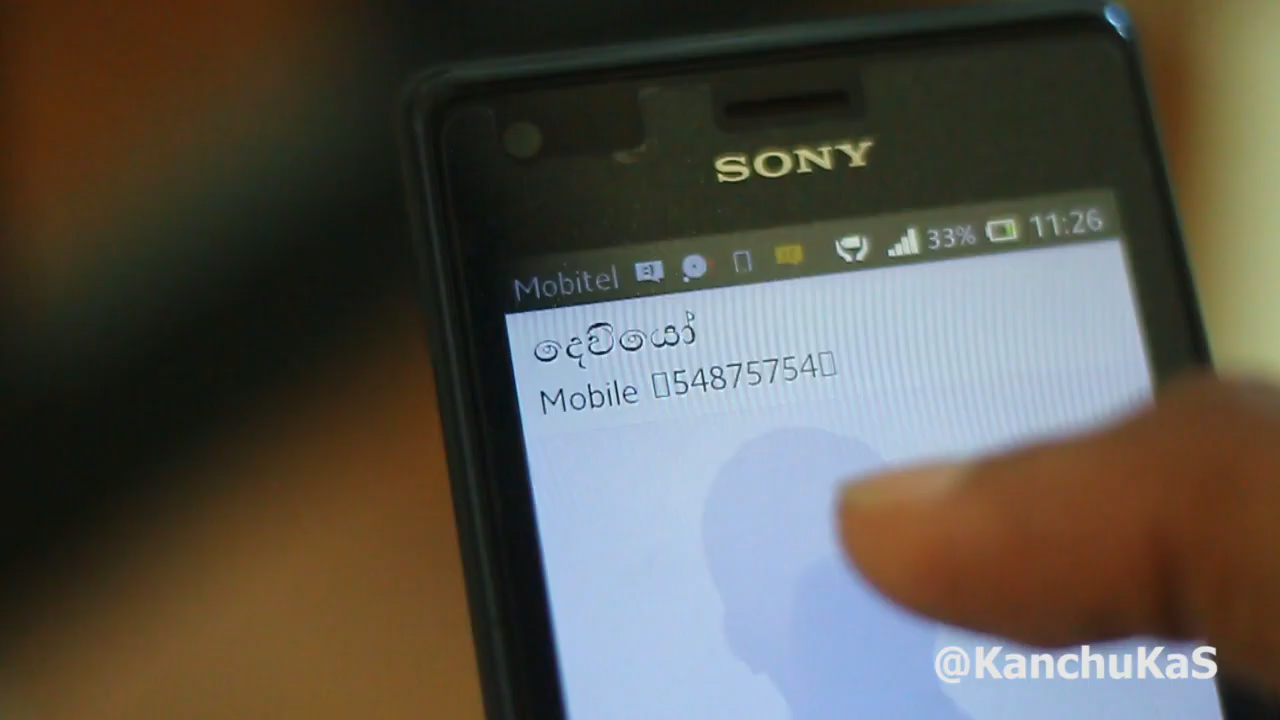 SONY
Mobitel 33% 11:26
දෙවියෝ
Mobile 54875754
@KanchuKaS